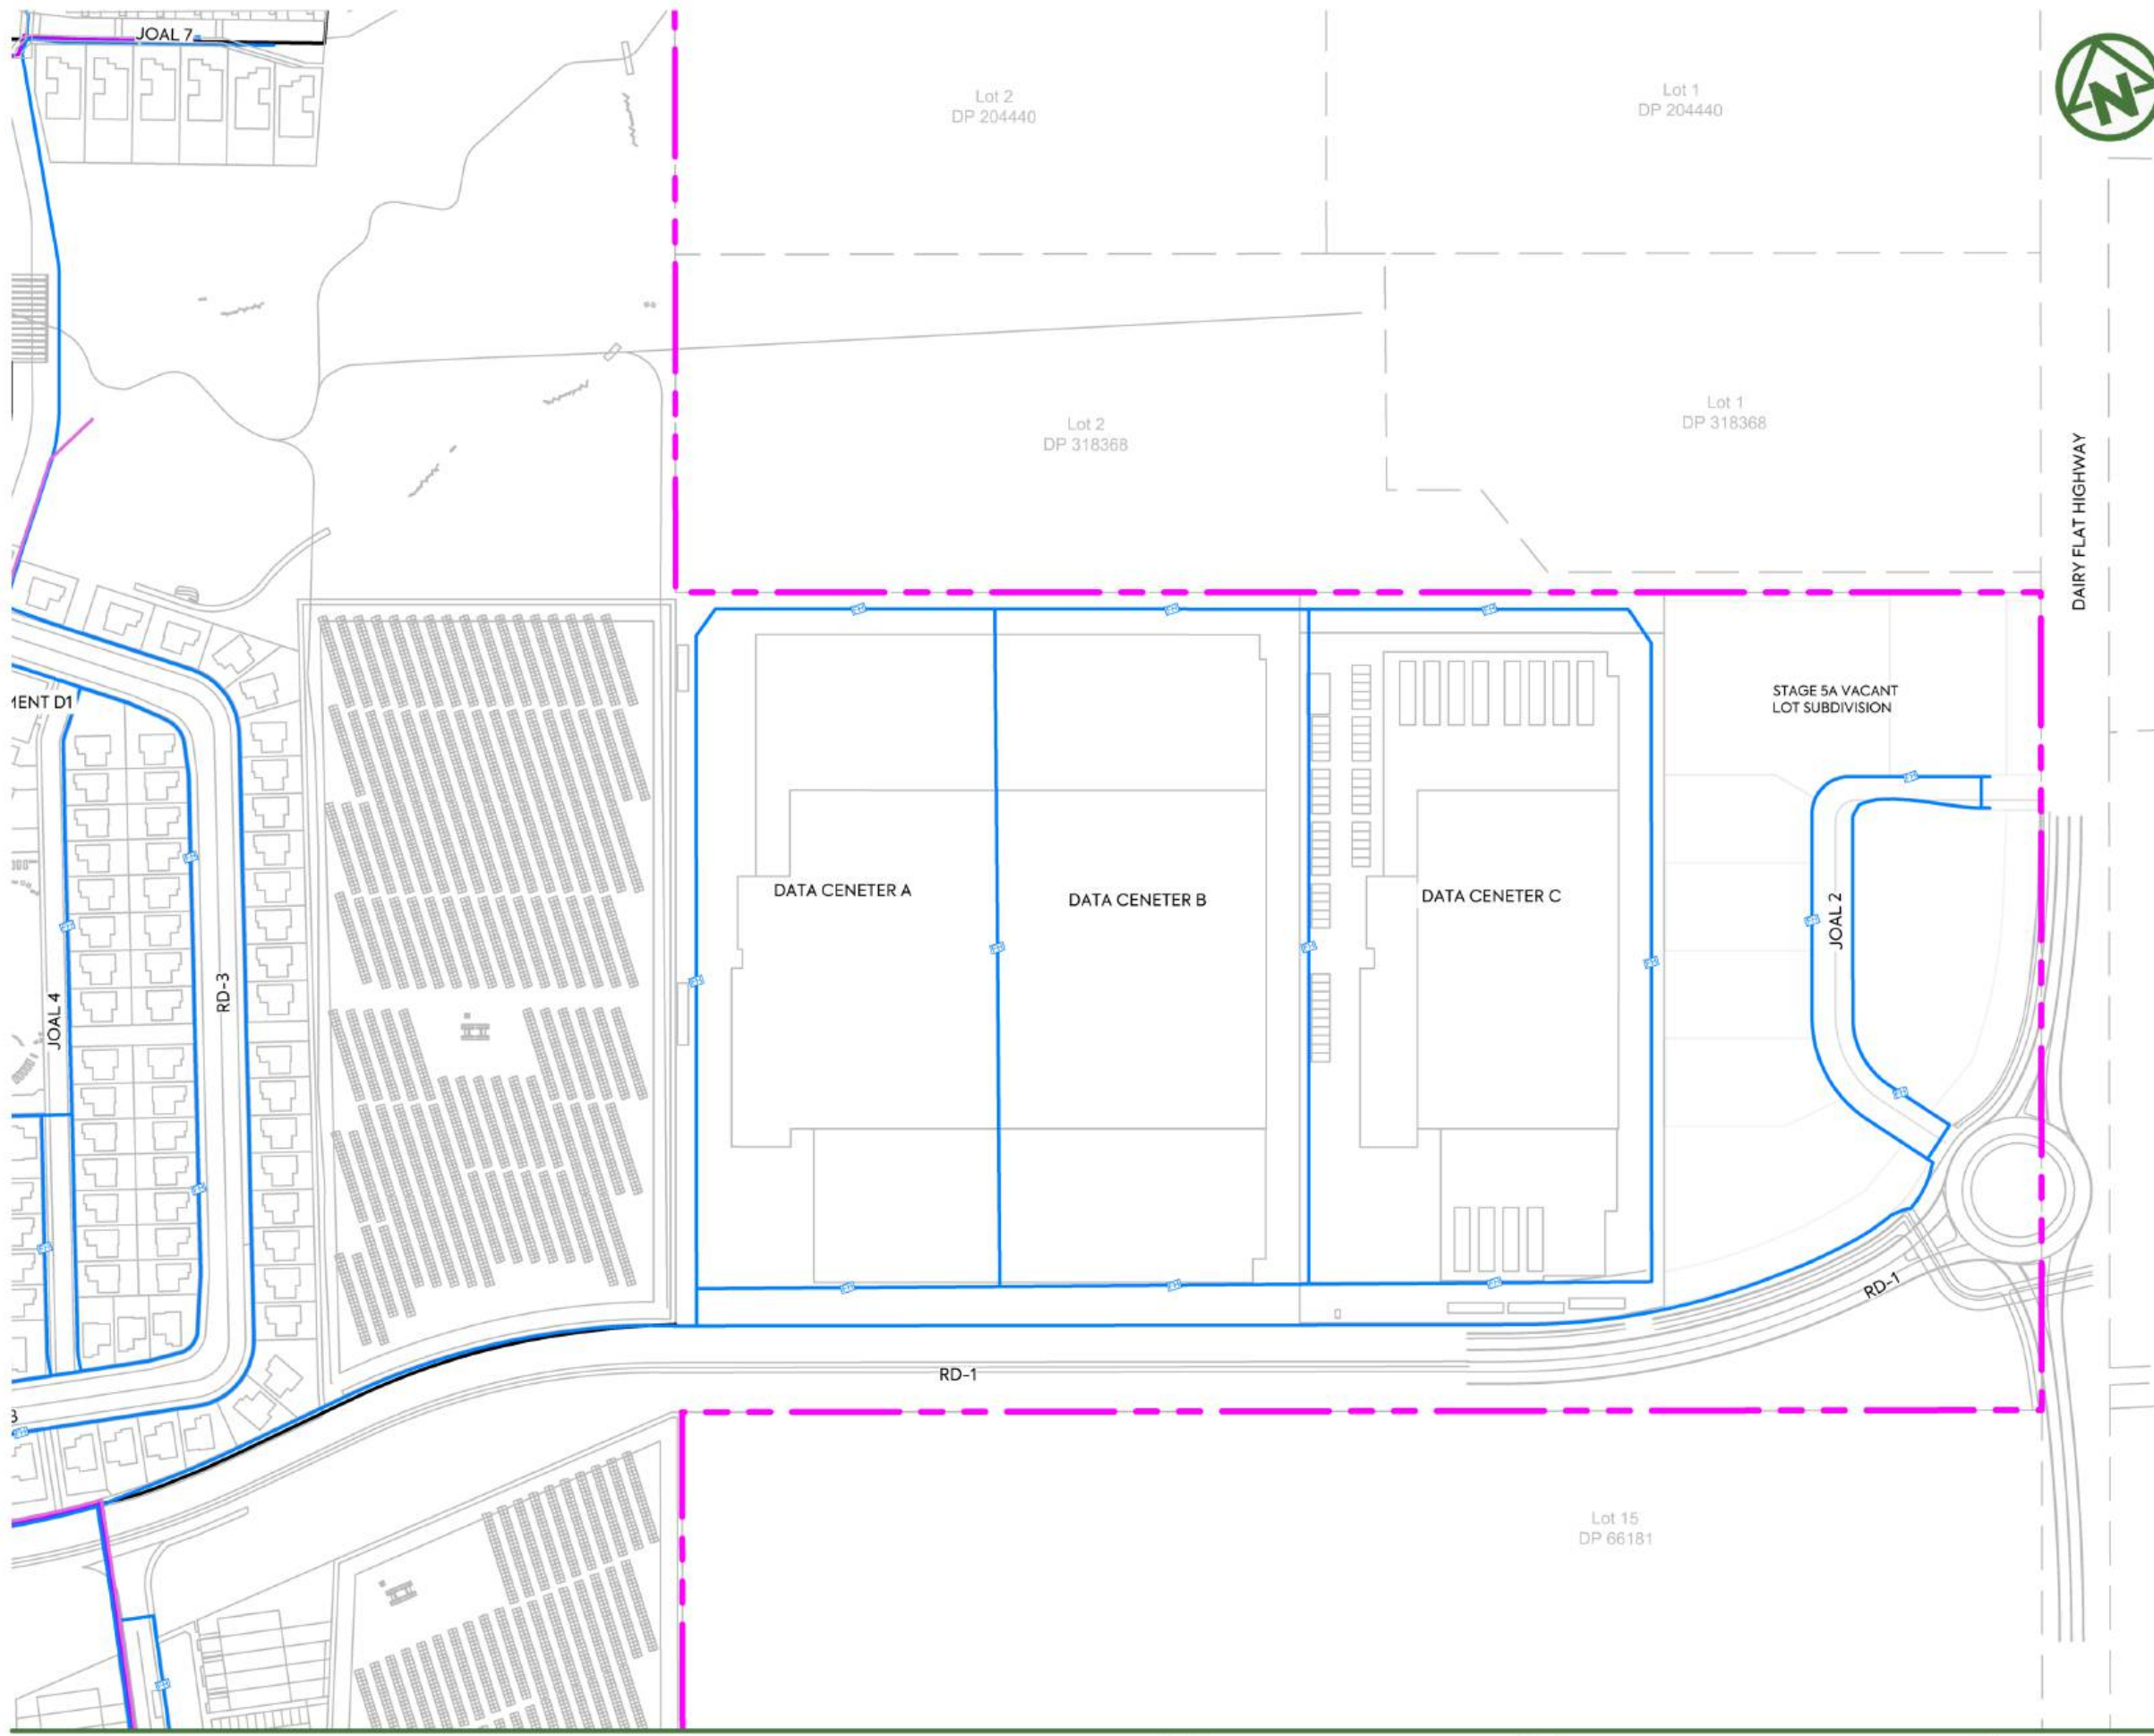 JOAL 7
Lot 2
DP 204440
Lot 1
DP 204440
N
Lot 2
DP 318368
Lot 1
DP 318368
DAIRY FLAT HIGHWAY
MENT D1
STAGE 5A VACANT
LOT SUBDIVISION
DATA CENETER A
DATA CENETER B
DATA CENETER C
JOAL 2
RD-3
JOAL 4
RD-1
RD-1
3
Lot 15
DP 66181